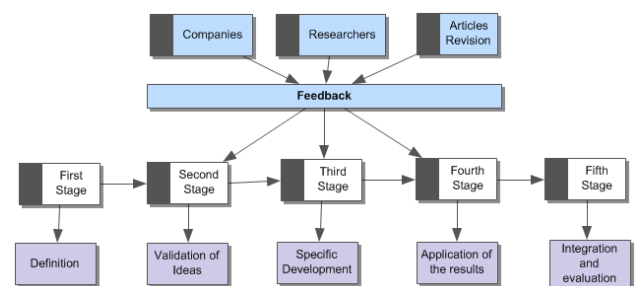 Companies
Researchers
Articles
Revision
Feedback
First
Stage
Second
Stage
Third
Stage
Fourth
Stage
Fifth
Stage
Definition
Validation of
Ideas
Specific
Development
Application of
the results
Integration
and
evaluation